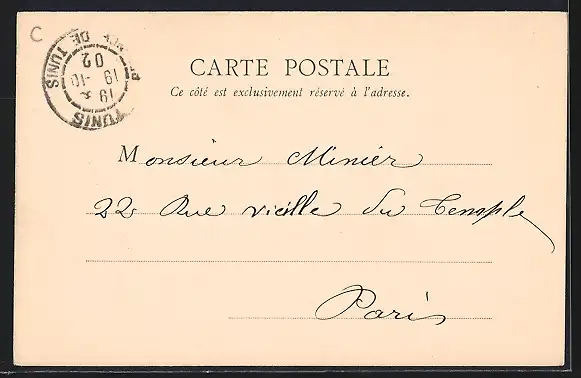 C
TUNIS
19
19 -10
02
DE TUNIS
CARTE POSTALE
Ce côté est exclusivement réservé à l'adresse.
Monsieur Minier
22 Rue vieille du Temple
Paris